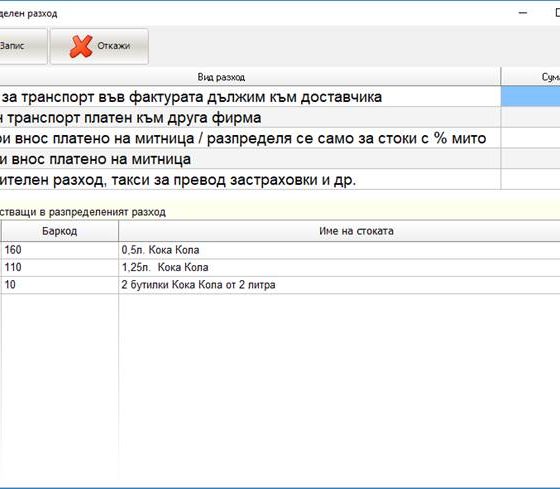 делен разход
Запис
Откажи
Вид разход
Сум
за транспорт във фактурата дължим към доставчика
н транспорт платен към друга фирма
ри внос платено на митница / разпределя се само за стоки с % мито
и внос платено на митница
ителен разход, такси за превод застраховки и др.
стващи в разпределеният разход
Баркод
Име на стоката
160
0,5л. Кока Кола
110
1,25л. Кока Кола
10
2 бутилки Кока Кола от 2 литра